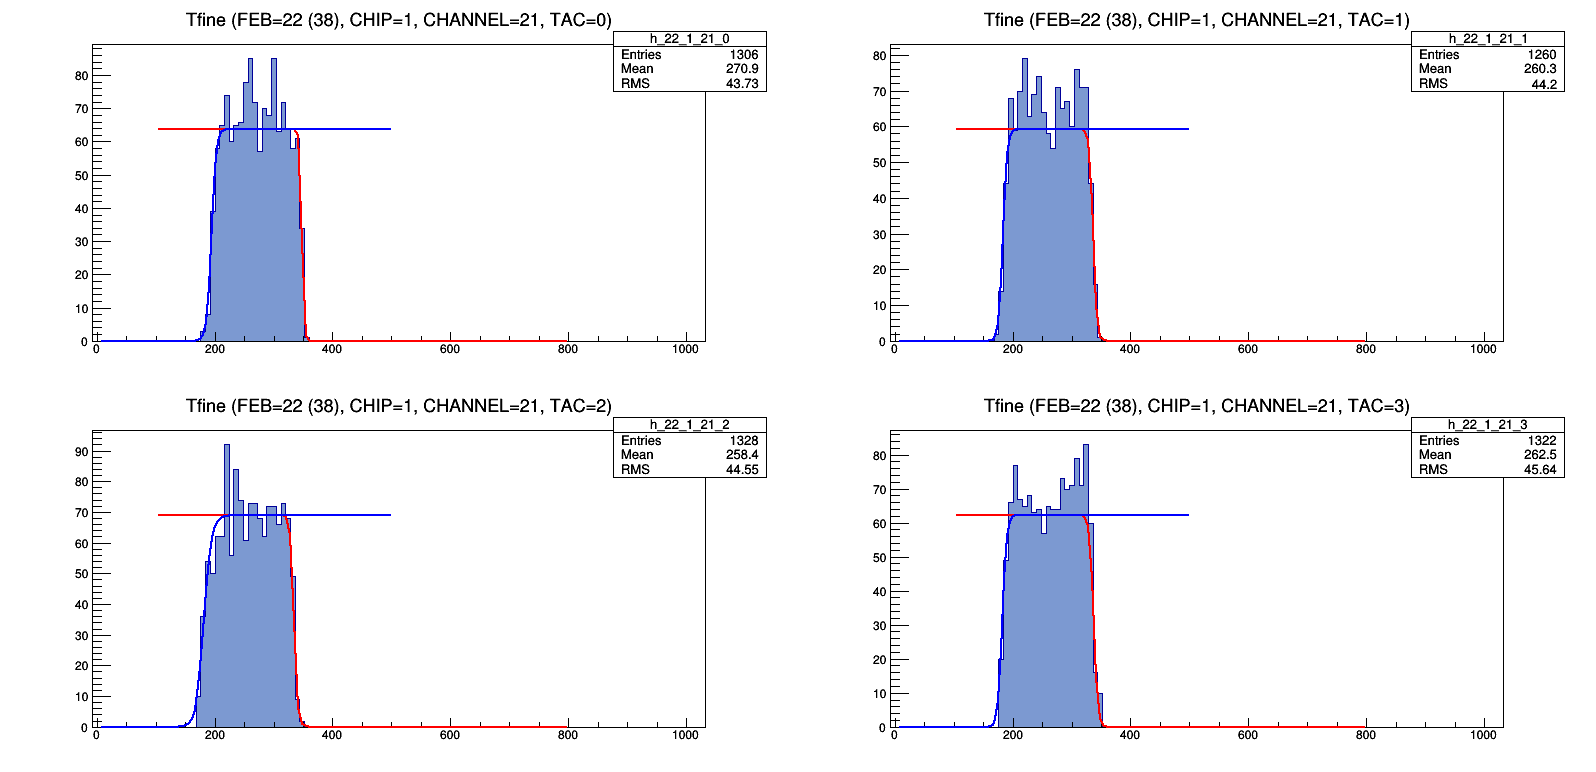 Tfine (FEB=22 (38), CHIP=1, CHANNEL=21, TAC=0)
h_22_1_21_0
Entries 1306
Mean 270.9
RMS 43.73
80
70
60
50
40
30
20
10
0
0 200 400 600 800 1000
Tfine (FEB=22 (38), CHIP=1, CHANNEL=21, TAC=1)
h_22_1_21_1
Entries 1260
Mean 260.3
RMS 44.2
80
70
60
50
40
30
20
10
0
0 200 400 600 800 1000
Tfine (FEB=22 (38), CHIP=1, CHANNEL=21, TAC=2)
h_22_1_21_2
Entries 1328
Mean 258.4
RMS 44.55
90
80
70
60
50
40
30
20
10
0
0 200 400 600 800 1000
Tfine (FEB=22 (38), CHIP=1, CHANNEL=21, TAC=3)
h_22_1_21_3
Entries 1322
Mean 262.5
RMS 45.64
80
70
60
50
40
30
20
10
0
0 200 400 600 800 1000